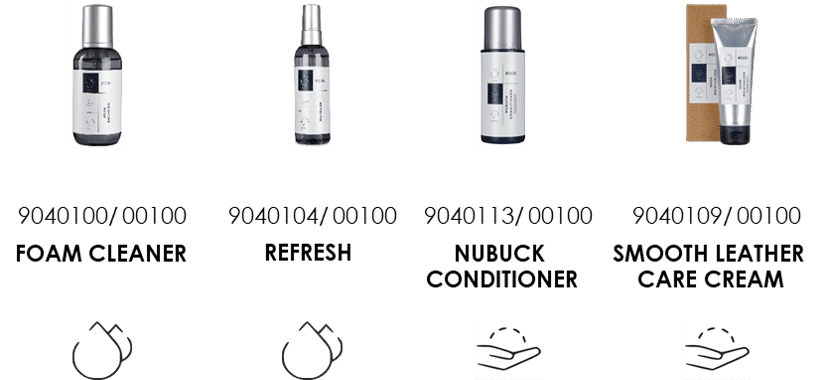 9040100/00100
9040104/00100
9040113/00100
9040109/00100
FOAM CLEANER
REFRESH
NUBUCK
CONDITIONER
SMOOTH LEATHER
CARE CREAM